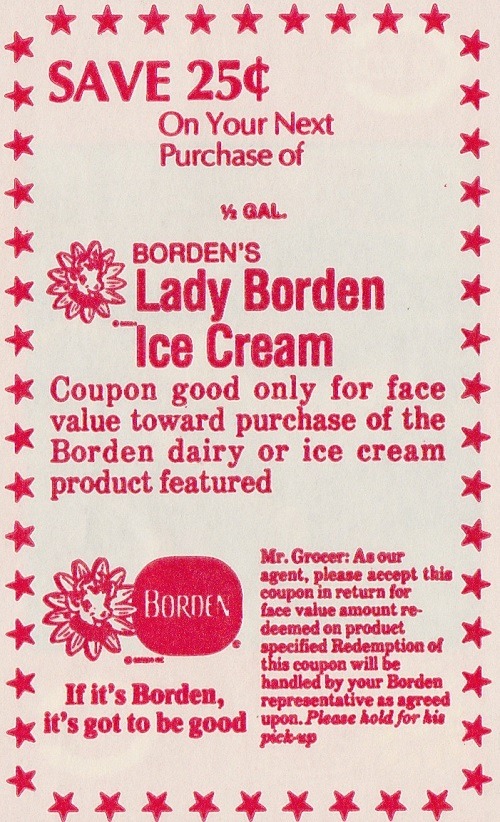 SAVE 25¢
On Your Next
Purchase of
½ GAL.
BORDEN'S
Lady Borden
Ice Cream
Coupon good only for face
value toward purchase of the
Borden dairy or ice cream
product featured
BORDEN
If it's Borden,
it's got to be good
Mr. Grocer: As our
agent, please accept this
coupon in return for
face value amount re-
deemed on product
specified Redemption of
this coupon will be
handled by your Borden
representative as agreed
upon. Please hold for his
pick-up